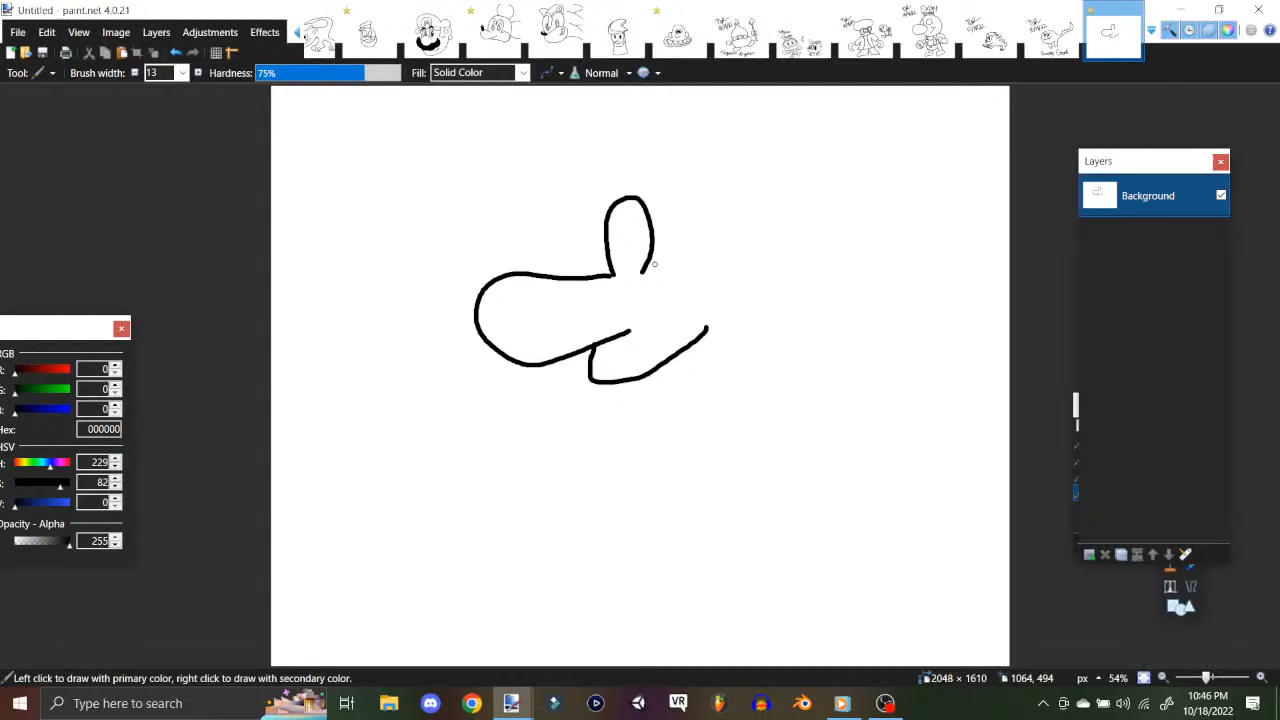 Untitled - paint.net 4.0.21
File Edit View Image Layers Adjustments Effects
Tool: Brush width: 13 Hardness: 75% Fill: Solid Color Normal
Layers
Background
RGB
R: 0
G: 0
B: 0
Hex: 000000
HSV
H: 229
S: 82
V: 0
Opacity - Alpha
255
Left click to draw with primary color, right click to draw with secondary color.
2048 × 1610 1064, 494 px 54%
Type here to search
VR
10:46 PM
10/18/2022